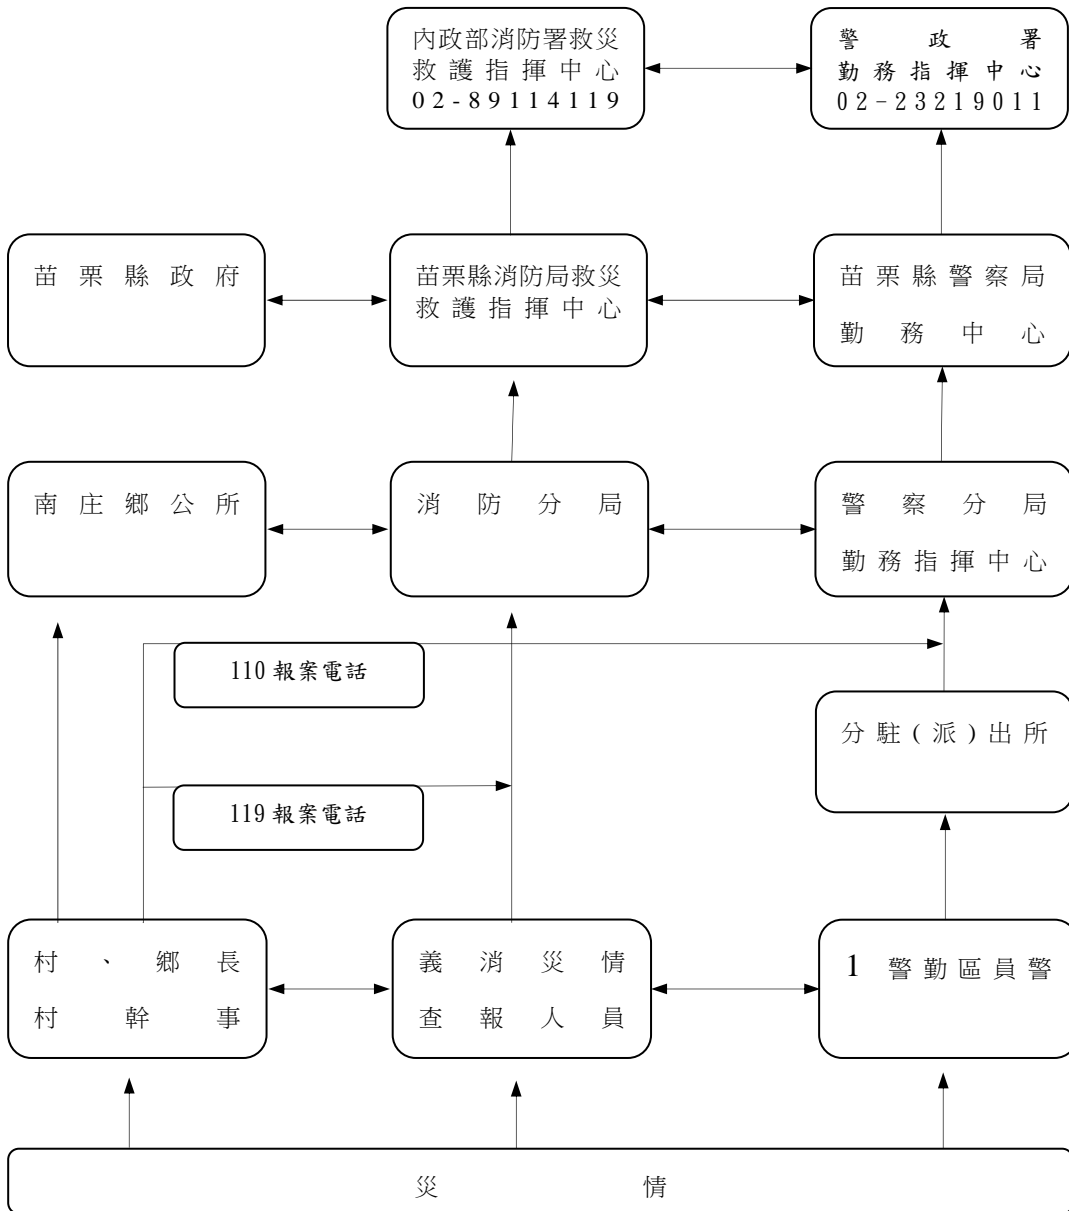 內政部消防署救災
救護指揮中心
02-89114119
警政署
勤務指揮中心
02-23219011
苗栗縣政府
苗栗縣消防局救災
救護指揮中心
苗栗縣警察局
勤務中心
南庄鄉公所
消防分局
警察分局
勤務指揮中心
110 報案電話
分駐(派)出所
119 報案電話
村、鄉長
村幹事
義消災情
查報人員
1 警勤區員警
災情